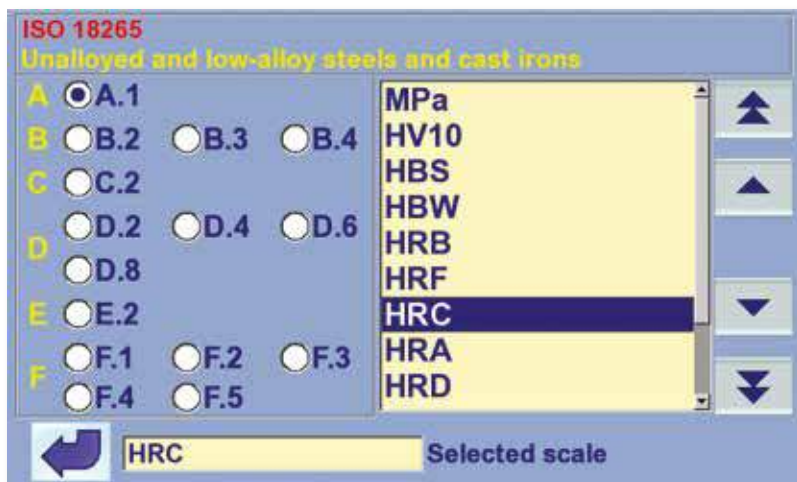 ISO 18265
Unalloyed and low-alloy steels and cast irons
A A.1
B B.2 B.3 B.4
C C.2
D D.2 D.4 D.6
D.8
E E.2
F F.1 F.2 F.3
F.4 F.5
MPa
HV10
HBS
HBW
HRB
HRF
HRC
HRA
HRD
HRC Selected scale